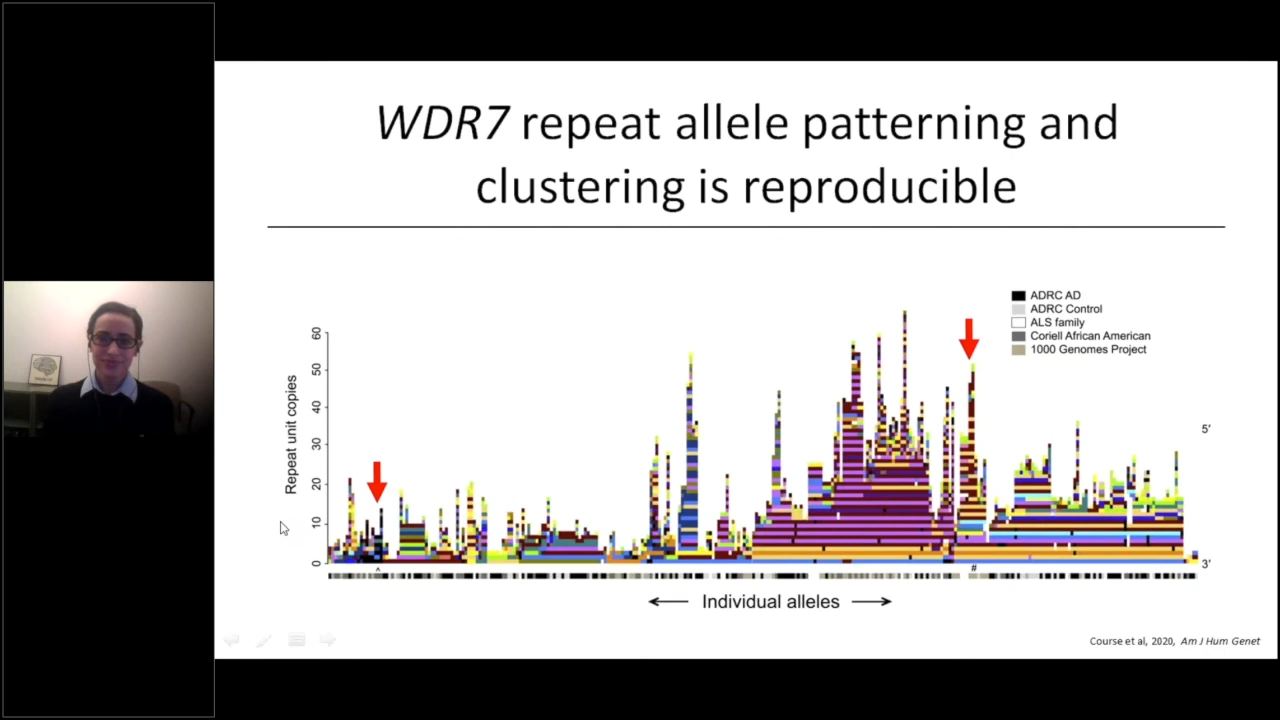 WDR7 repeat allele patterning and
clustering is reproducible
ADRC AD
ADRC Control
ALS family
Coriell African American
1000 Genomes Project
Repeat unit copies
60
50
40
30
20
10
0
5'
3'
^
#
Individual alleles
Course et al, 2020, Am J Hum Genet